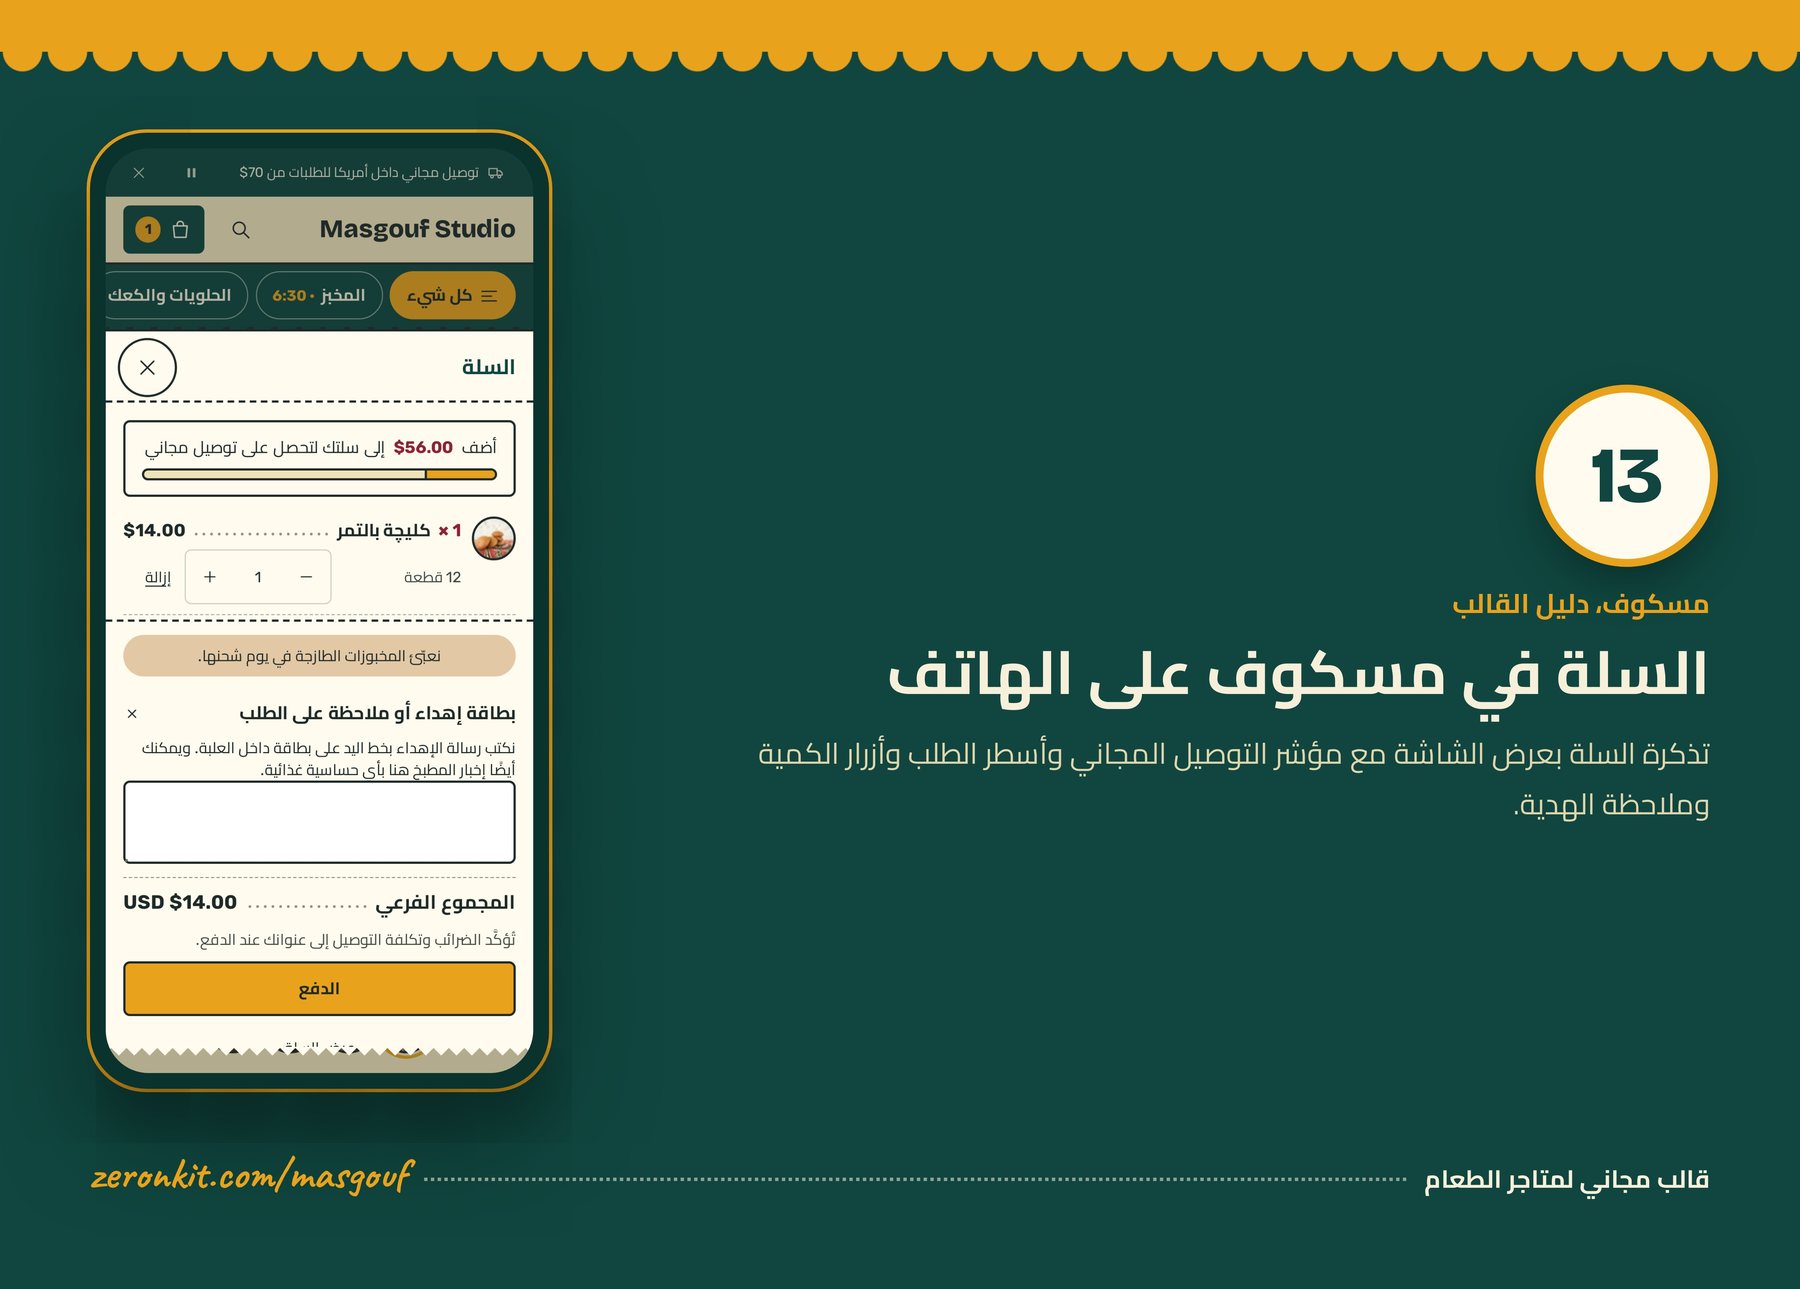 توصيل مجاني داخل أمريكا للطلبات من 70$
Masgouf Studio
1
كل شيء
المخبز · 6:30
الحلويات والكعك
السلة
أضف $56.00 إلى سلتك لتحصل على توصيل مجاني
1 × كليچة بالتمر $14.00
12 قطعة
− 1 +
إزالة
نعبّئ المخبوزات الطازجة في يوم شحنها.
بطاقة إهداء أو ملاحظة على الطلب
نكتب رسالة الإهداء بخط اليد على بطاقة داخل العلبة. ويمكنك
أيضًا إخبار المطبخ هنا بأي حساسية غذائية.
المجموع الفرعي USD $14.00
تُؤكَّد الضرائب وتكلفة التوصيل إلى عنوانك عند الدفع.
الدفع
13
مسكوف، دليل القالب
السلة في مسكوف على الهاتف
تذكرة السلة بعرض الشاشة مع مؤشر التوصيل المجاني وأسطر الطلب وأزرار الكمية
وملاحظة الهدية.
قالب مجاني لمتاجر الطعام
zeronkit.com/masgouf